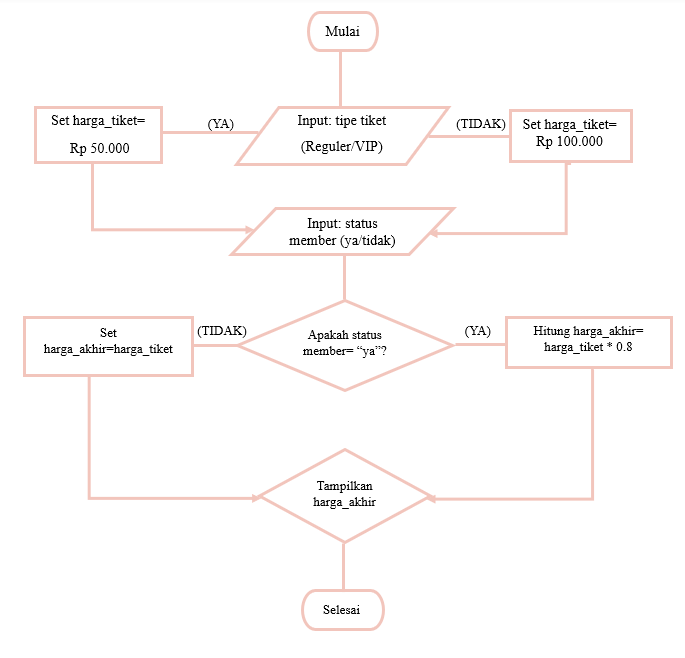 Mulai
Set harga_tiket=
Rp 50.000
(YA)
Input: tipe tiket
(Reguler/VIP)
(TIDAK)
Set harga_tiket=
Rp 100.000
Input: status
member (ya/tidak)
Set
harga_akhir=harga_tiket
(TIDAK)
Apakah status
member= “ya”?
(YA)
Hitung harga_akhir=
harga_tiket * 0.8
Tampilkan
harga_akhir
Selesai